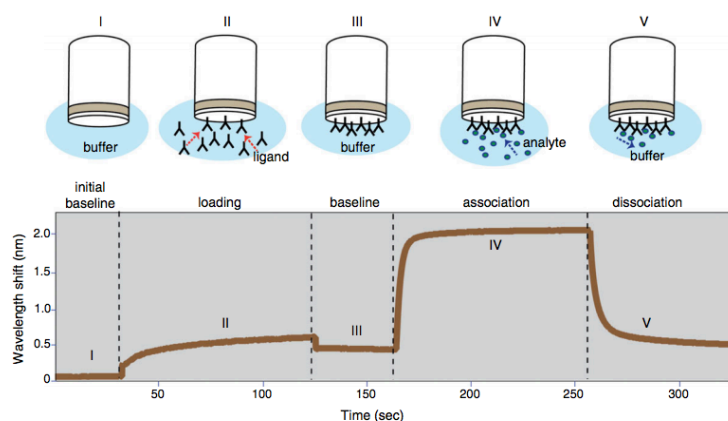 I II III IV V
buffer
ligand
buffer
analyte
buffer
initial
baseline loading baseline association dissociation
Wavelength shift (nm)
2.0
1.5
1.0
0.5
0
I II III IV V
50 100 150 200 250 300
Time (sec)